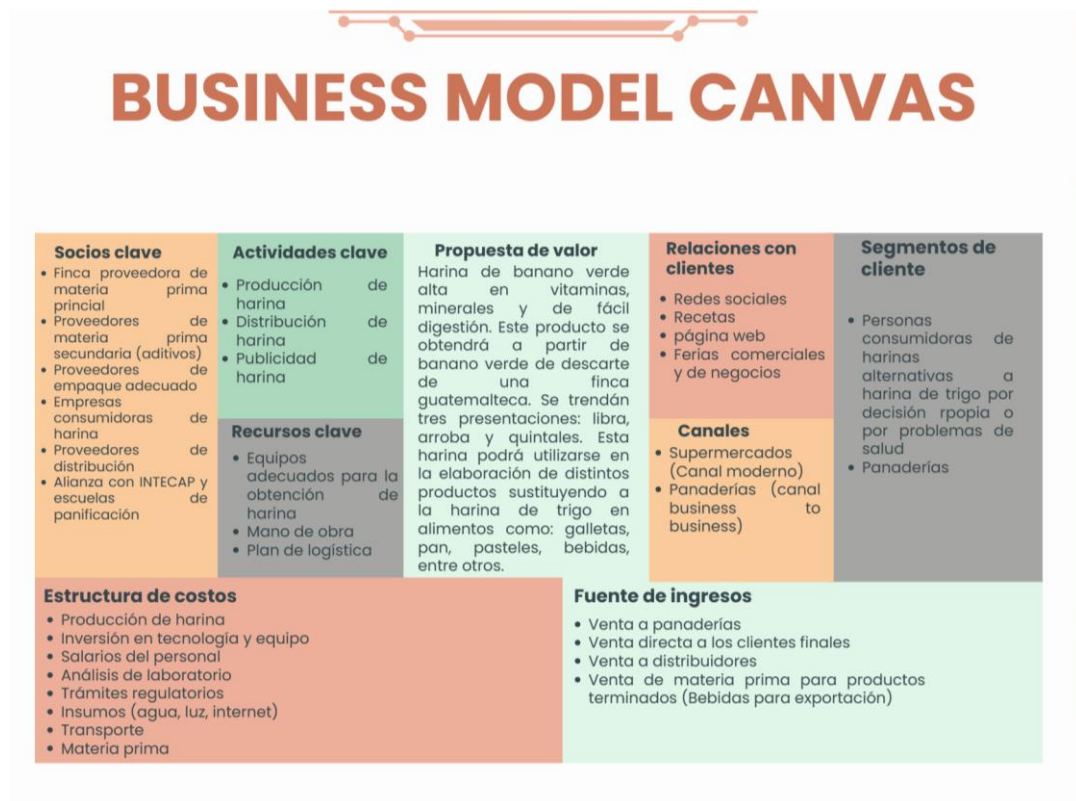 BUSINESS MODEL CANVAS
Socios clave
• Finca proveedora de
materia prima
princial
• Proveedores de
materia prima
secundaria (aditivos)
• Proveedores de
empaque adecuado
• Empresas
consumidoras de
harina
• Proveedores de
distribución
• Alianza con INTECAP y
escuelas de
panificación
Actividades clave
• Producción de
harina
• Distribución de
harina
• Publicidad de
harina
Recursos clave
• Equipos
adecuados para la
obtención de
harina
• Mano de obra
• Plan de logística
Propuesta de valor
Harina de banano verde
alta en vitaminas,
minerales y de fácil
digestión. Este producto se
obtendrá a partir de
banano verde de descarte
de una finca
guatemalteca. Se trendán
tres presentaciones: libra,
arroba y quintales. Esta
harina podrá utilizarse en
la elaboración de distintos
productos sustituyendo a
la harina de trigo en
alimentos como: galletas,
pan, pasteles, bebidas,
entre otros.
Relaciones con
clientes
• Redes sociales
• Recetas
• página web
• Ferias comerciales
y de negocios
Canales
• Supermercados
(Canal moderno)
• Panaderías (canal
business to
business)
Segmentos de
cliente
• Personas
consumidoras de
harinas
alternativas a
harina de trigo por
decisión rpopia o
por problemas de
salud
• Panaderías
Estructura de costos
• Producción de harina
• Inversión en tecnología y equipo
• Salarios del personal
• Análisis de laboratorio
• Trámites regulatorios
• Insumos (agua, luz, internet)
• Transporte
• Materia prima
Fuente de ingresos
• Venta a panaderías
• Venta directa a los clientes finales
• Venta a distribuidores
• Venta de materia prima para productos
terminados (Bebidas para exportación)